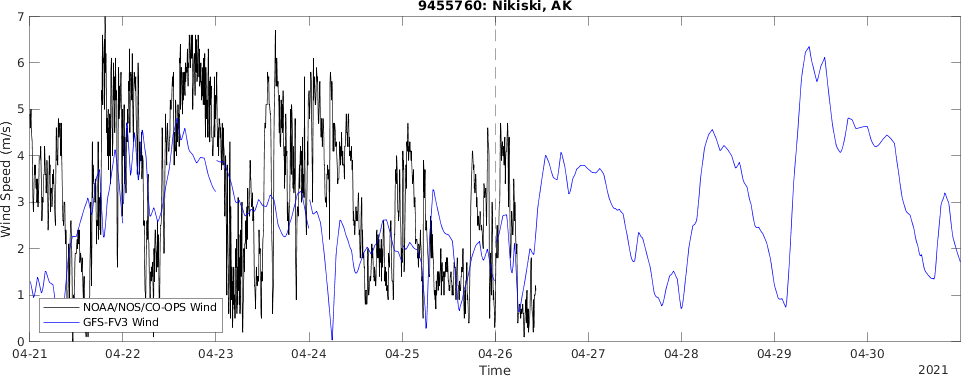 9455760: Nikiski, AK
Wind Speed (m/s)
7
6
5
4
3
2
1
0
NOAA/NOS/CO-OPS Wind
GFS-FV3 Wind
04-21 04-22 04-23 04-24 04-25 04-26 04-27 04-28 04-29 04-30
Time
2021